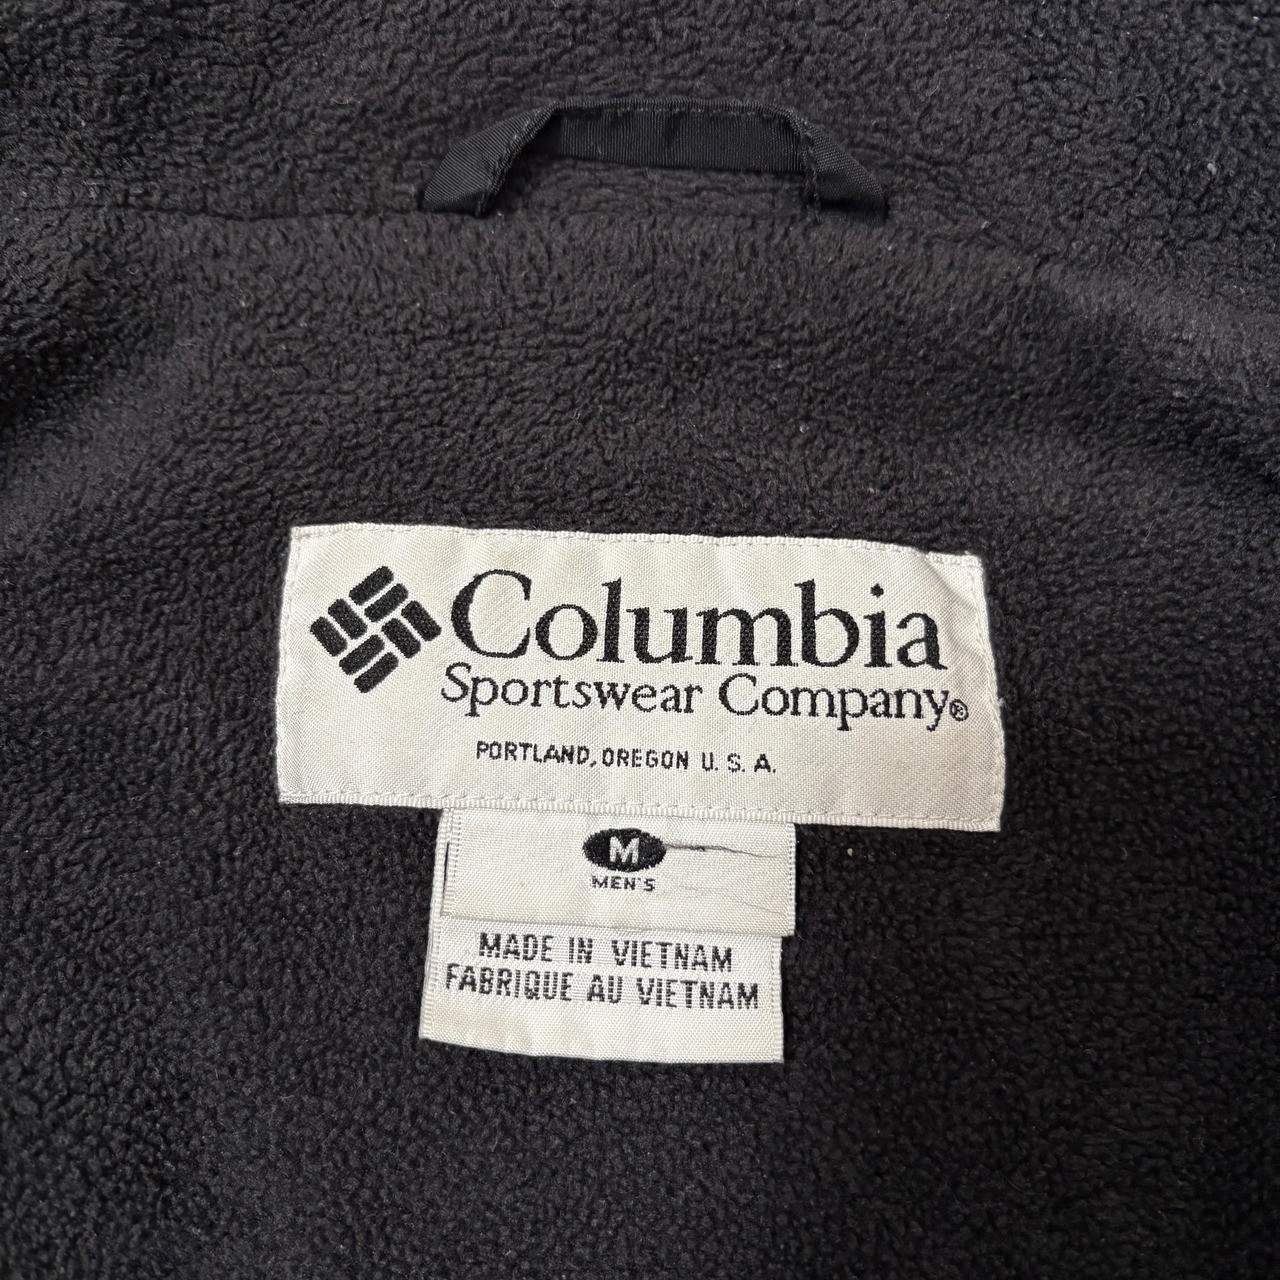 Columbia
Sportswear Company®
PORTLAND, OREGON U. S. A.
M
MEN'S
MADE IN VIETNAM
FABRIQUE AU VIETNAM